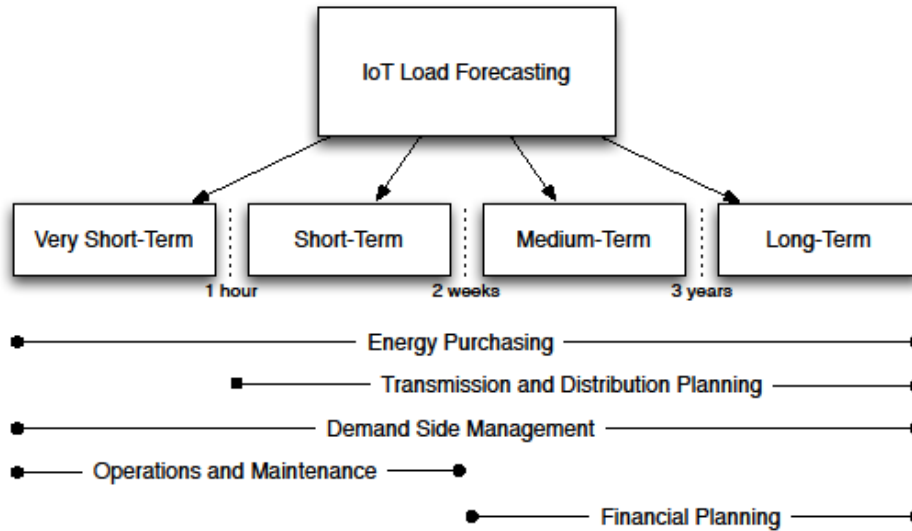 IoT Load Forecasting
Very Short-Term
Short-Term
Medium-Term
Long-Term
1 hour
2 weeks
3 years
Energy Purchasing
Transmission and Distribution Planning
Demand Side Management
Operations and Maintenance
Financial Planning